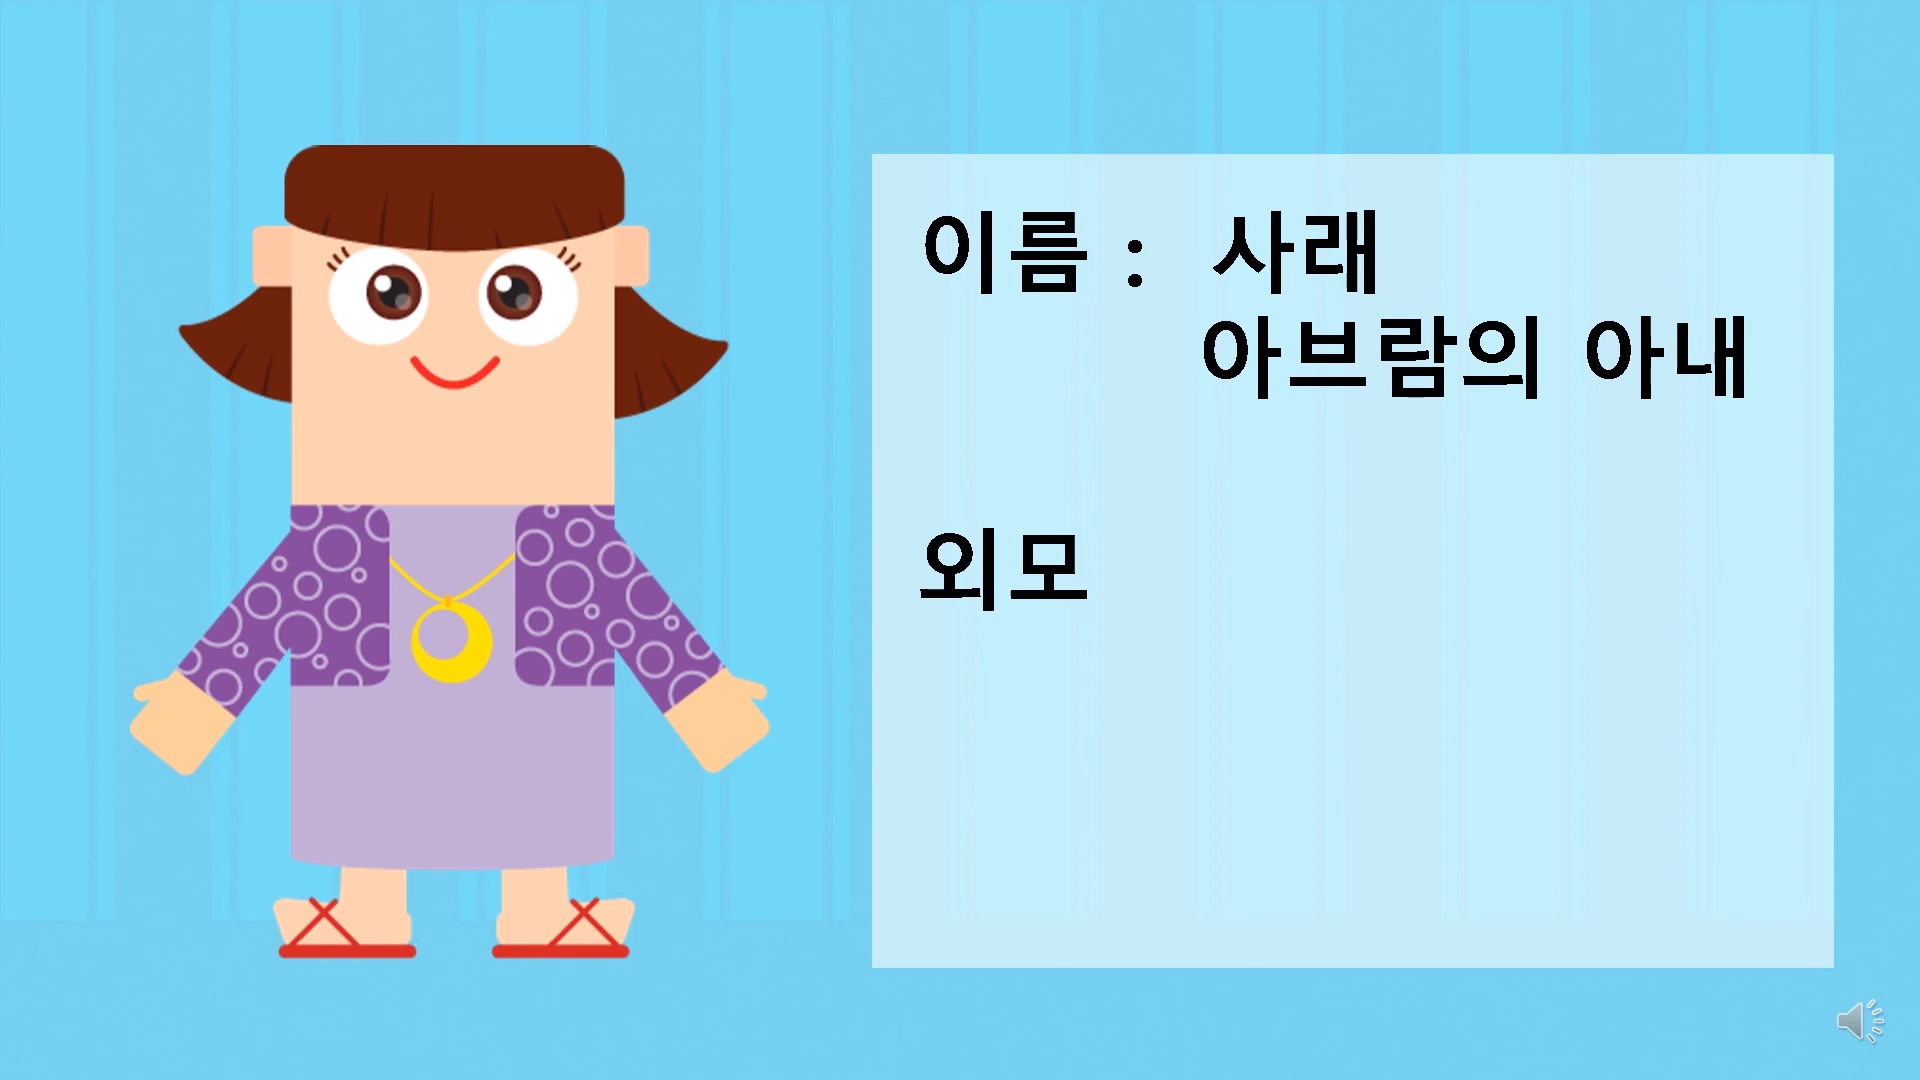 이름 : 사래
아브람의 아내
외모